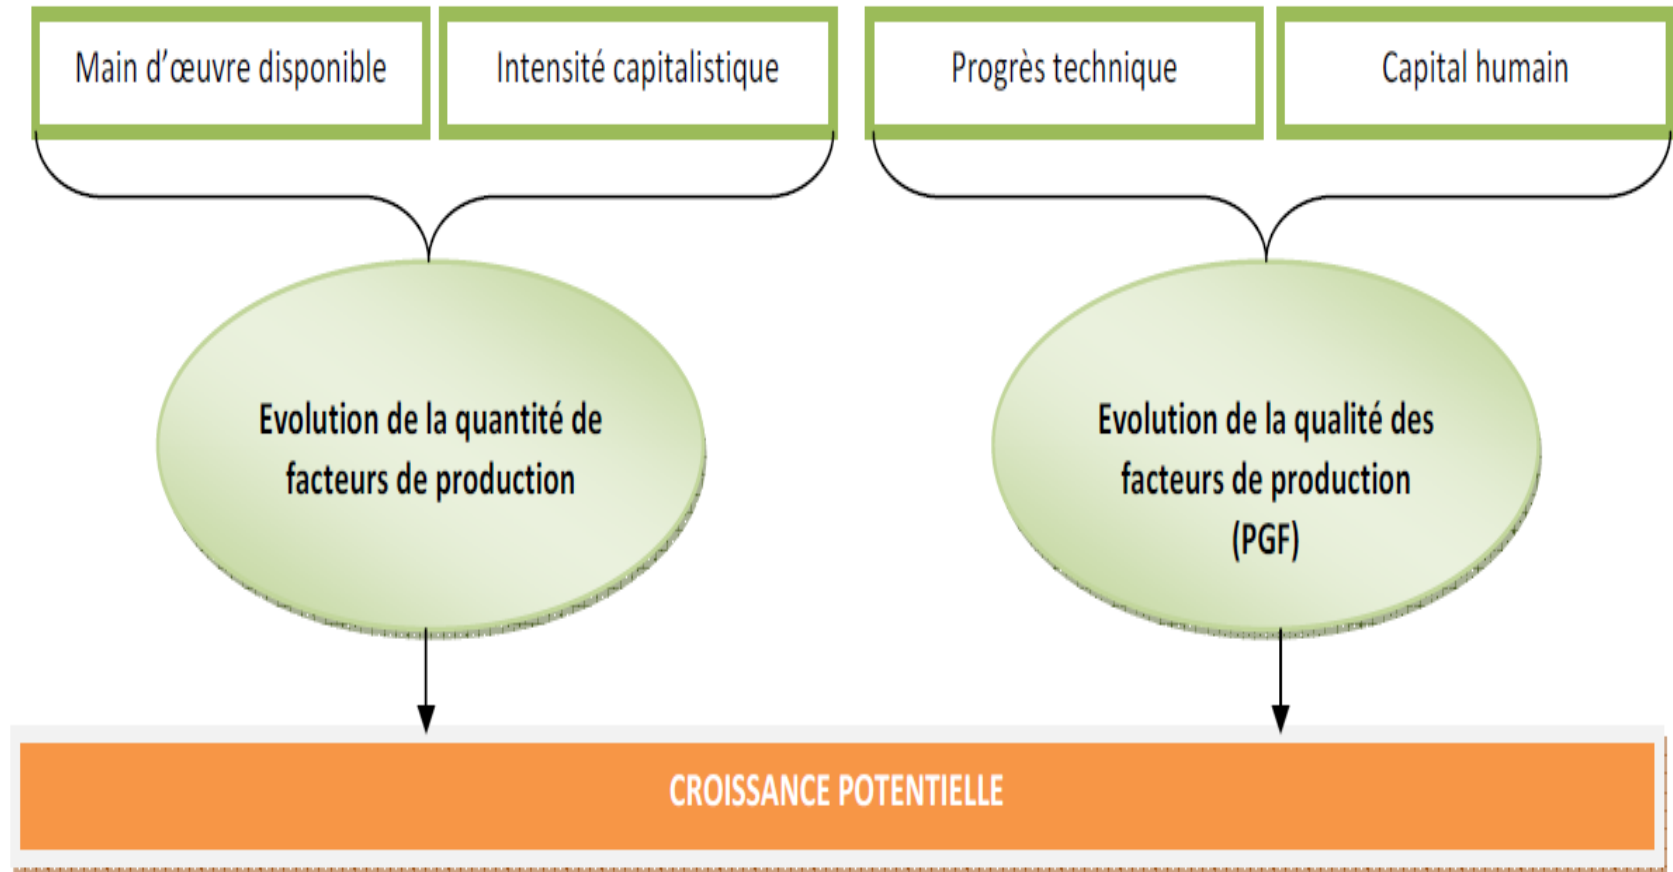 Main d'œuvre disponible
Intensité capitalistique
Progrès technique
Capital humain
Evolution de la quantité de
facteurs de production
Evolution de la qualité des
facteurs de production
(PGF)
CROISSANCE POTENTIELLE